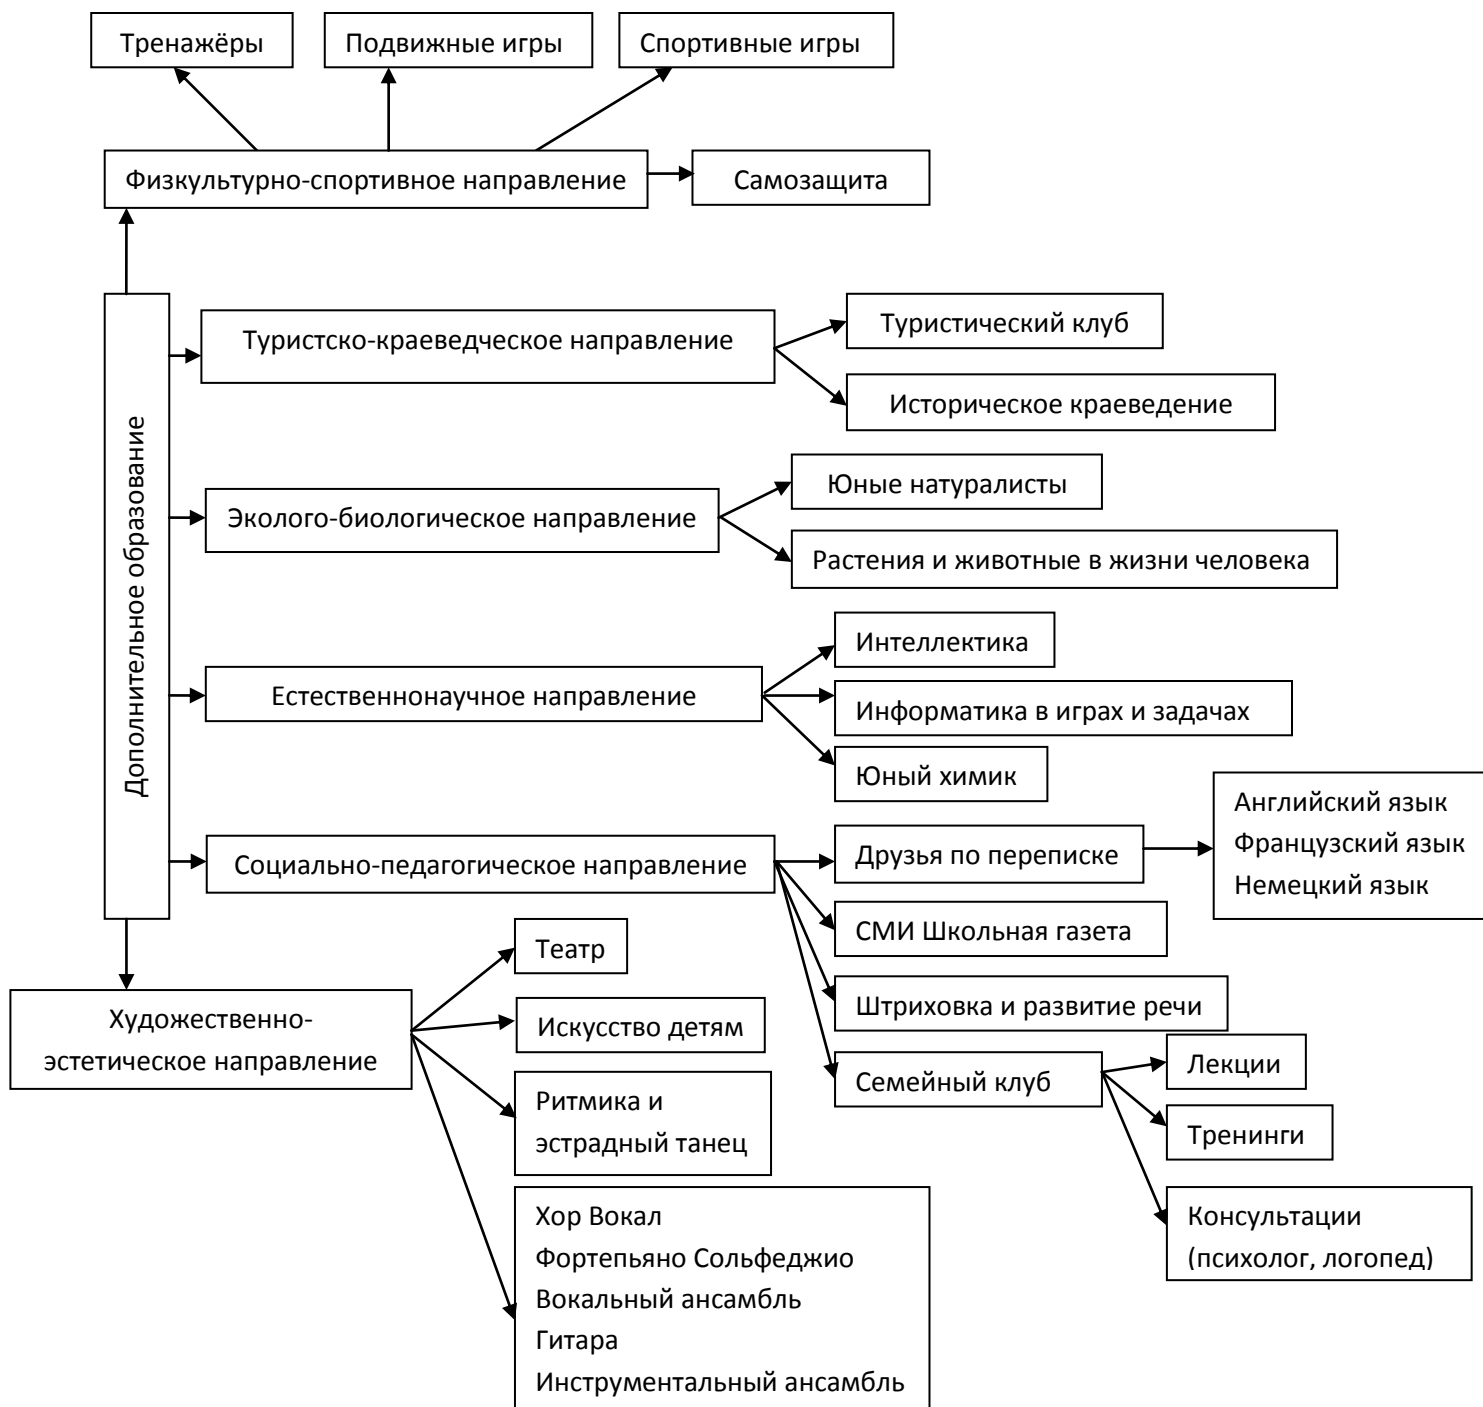 Тренажёры
Подвижные игры
Спортивные игры
Физкультурно-спортивное направление
Самозащита
Дополнительное образование
Туристско-краеведческое направление
Туристический клуб
Историческое краеведение
Эколого-биологическое направление
Юные натуралисты
Растения и животные в жизни человека
Естественнонаучное направление
Интеллектика
Информатика в играх и задачах
Юный химик
Социально-педагогическое направление
Друзья по переписке
Английский язык
Французский язык
Немецкий язык
СМИ Школьная газета
Штриховка и развитие речи
Семейный клуб
Лекции
Тренинги
Консультации
(психолог, логопед)
Художественно-
эстетическое направление
Театр
Искусство детям
Ритмика и
эстрадный танец
Хор Вокал
Фортепьяно Сольфеджио
Вокальный ансамбль
Гитара
Инструментальный ансамбль